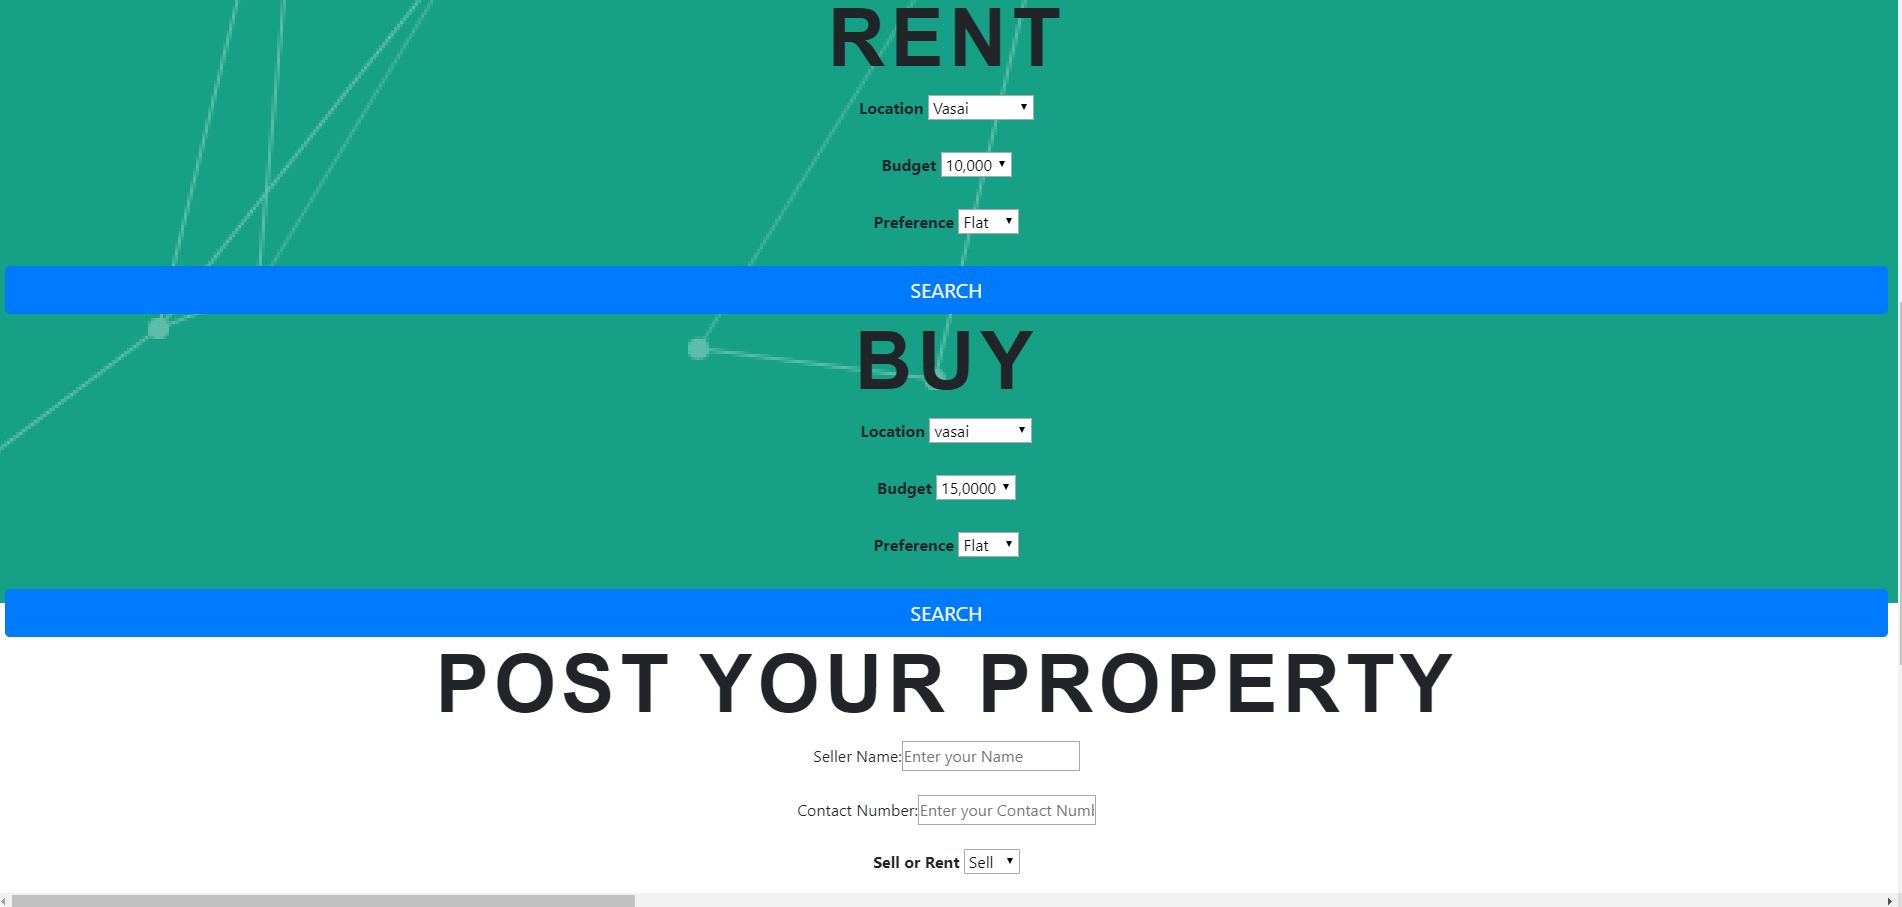 RENT
Location Vasai
Budget 10,000
Preference Flat
SEARCH
BUY
Location vasai
Budget 15,0000
Preference Flat
SEARCH
POST YOUR PROPERTY
Seller Name: Enter your Name
Contact Number: Enter your Contact Numb
Sell or Rent Sell